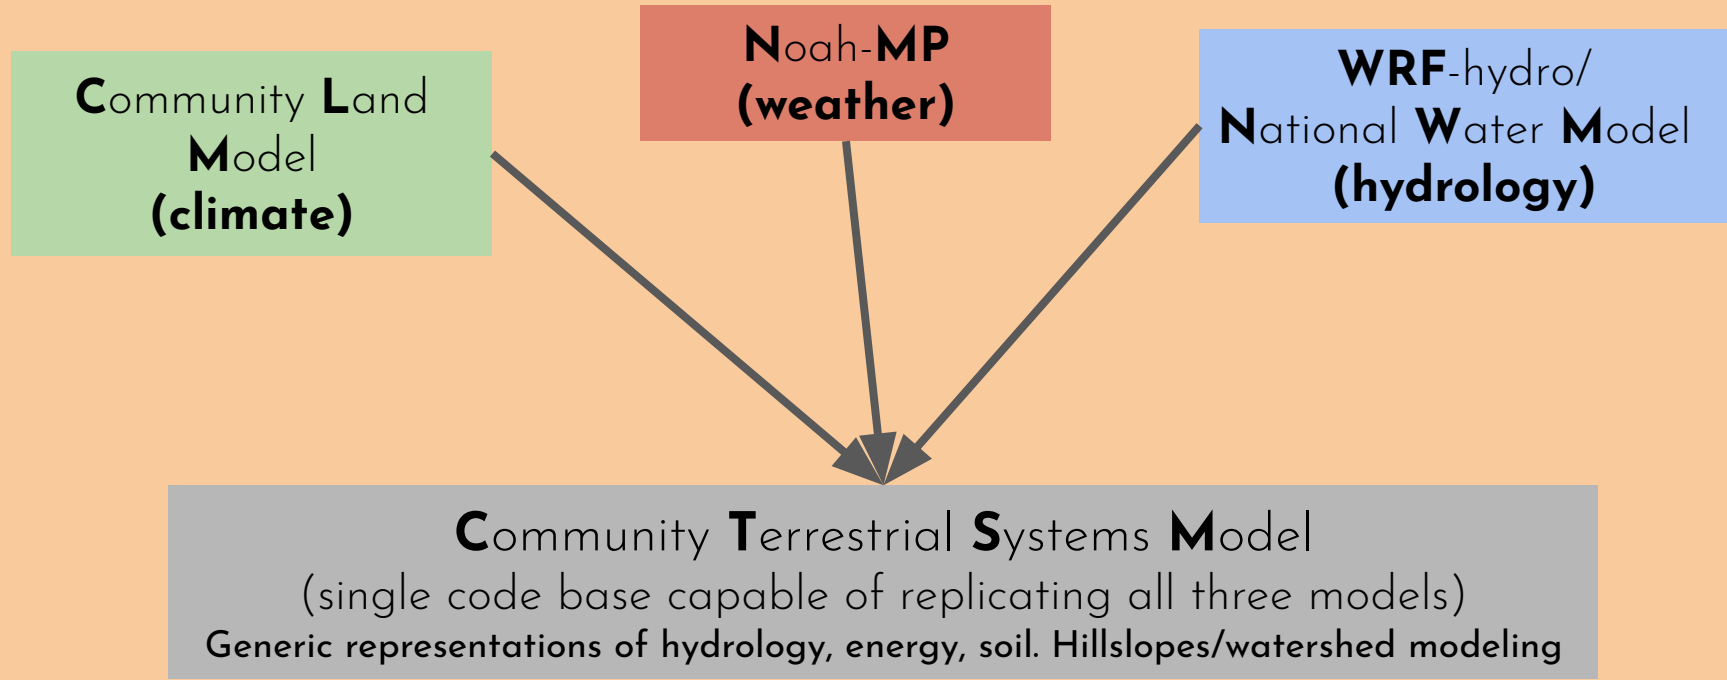 Community Land
Model
(climate)
Noah-MP
(weather)
WRF-hydro/
National Water Model
(hydrology)
Community Terrestrial Systems Model
(single code base capable of replicating all three models)
Generic representations of hydrology, energy, soil. Hillslopes/watershed modeling